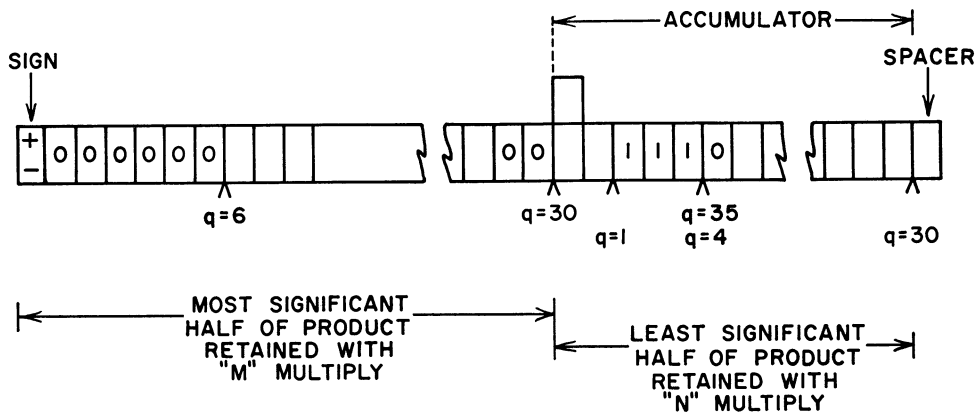 ACCUMULATOR
SIGN
SPACER
+
−
0 0 0 0 0 0
0 0
1 1 1 0
q=6
q=30
q=1
q=35
q=4
q=30
MOST SIGNIFICANT
HALF OF PRODUCT
RETAINED WITH
"M" MULTIPLY
LEAST SIGNIFICANT
HALF OF PRODUCT
RETAINED WITH
"N" MULTIPLY